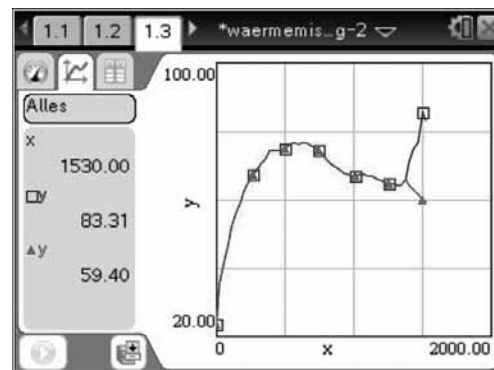 1.1 1.2 1.3 *waermemis…g-2
Alles
x
1530.00
y
83.31
y
59.40
100.00
y
20.00
0 x 2000.00